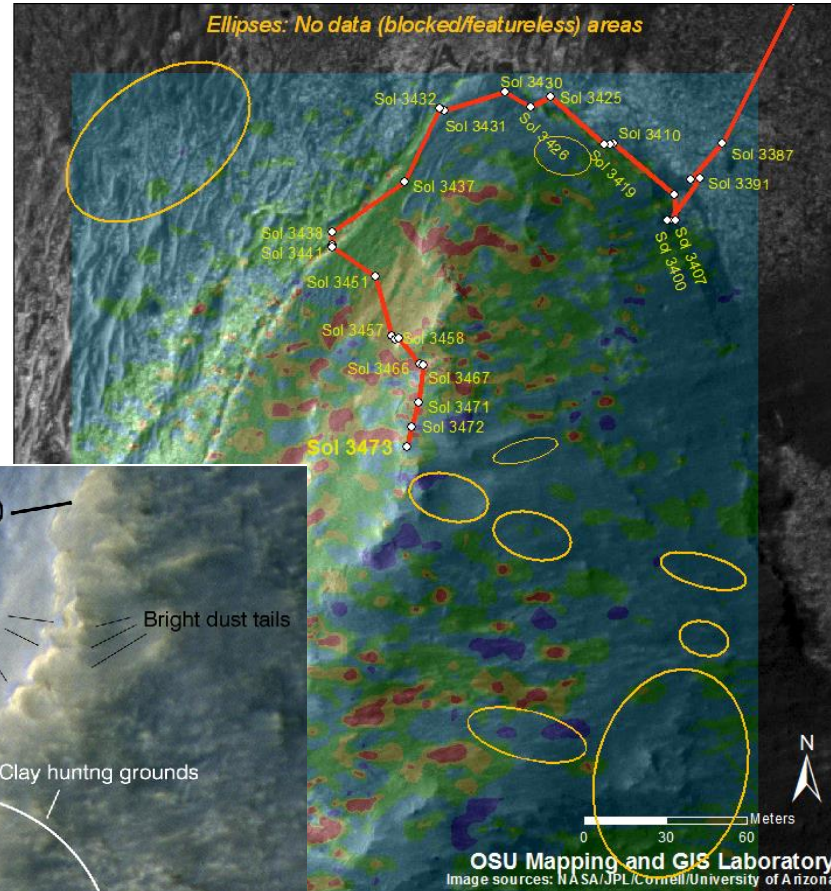 Ellipses: No data (blocked/featureless) areas
Sol 3430
Sol 3432
Sol 3425
Sol 3431
Sol 3426
Sol 3410
Sol 3419
Sol 3387
Sol 3391
Sol 3437
Sol 3407
Sol 3400
Sol 3438
Sol 3441
Sol 3451
Sol 3457
Sol 3458
Sol 3466
Sol 3467
Sol 3471
Sol 3472
Sol 3473
Bright dust tails
Clay huntng grounds
N
Meters
0 30 60
OSU Mapping and GIS Laboratory
Image sources: NASA/JPL/Cornell/University of Arizona